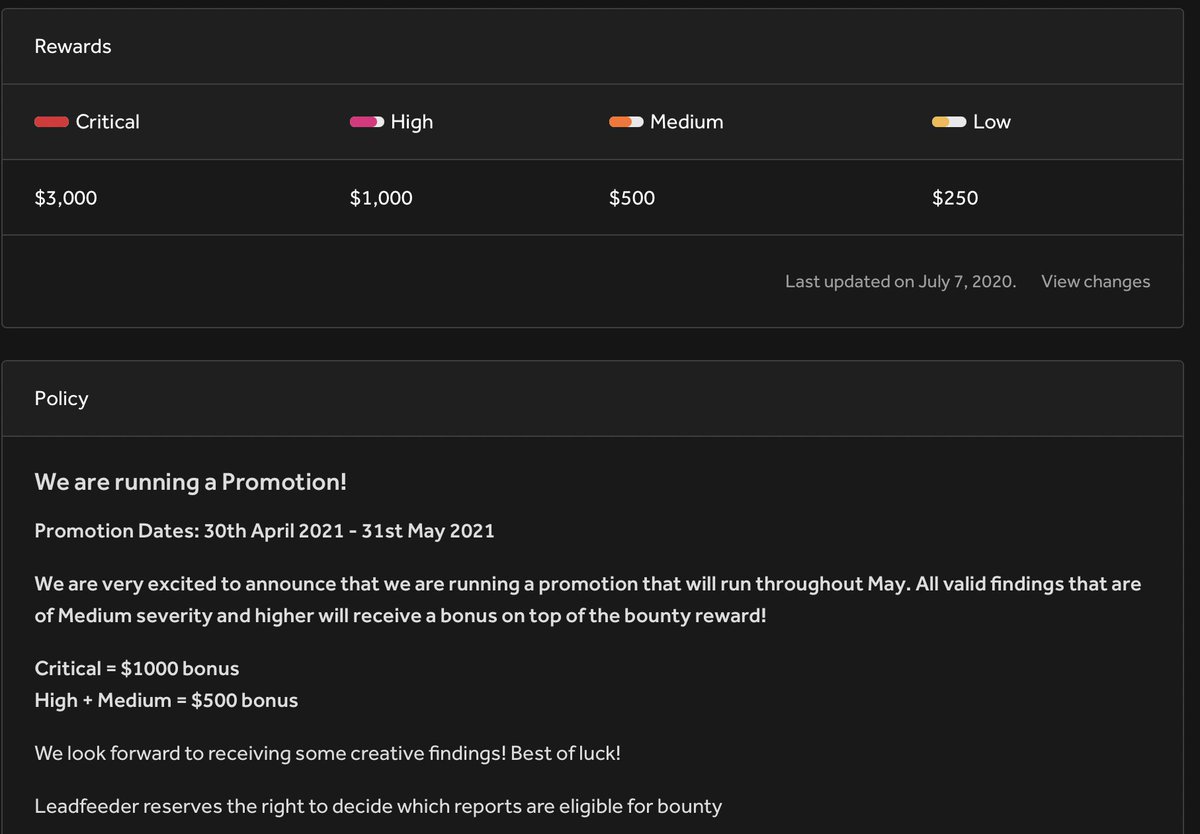 Rewards
Critical High Medium Low
$3,000 $1,000 $500 $250
Last updated on July 7, 2020. View changes
Policy
We are running a Promotion!
Promotion Dates: 30th April 2021 - 31st May 2021
We are very excited to announce that we are running a promotion that will run throughout May. All valid findings that are
of Medium severity and higher will receive a bonus on top of the bounty reward!
Critical = $1000 bonus
High + Medium = $500 bonus
We look forward to receiving some creative findings! Best of luck!
Leadfeeder reserves the right to decide which reports are eligible for bounty